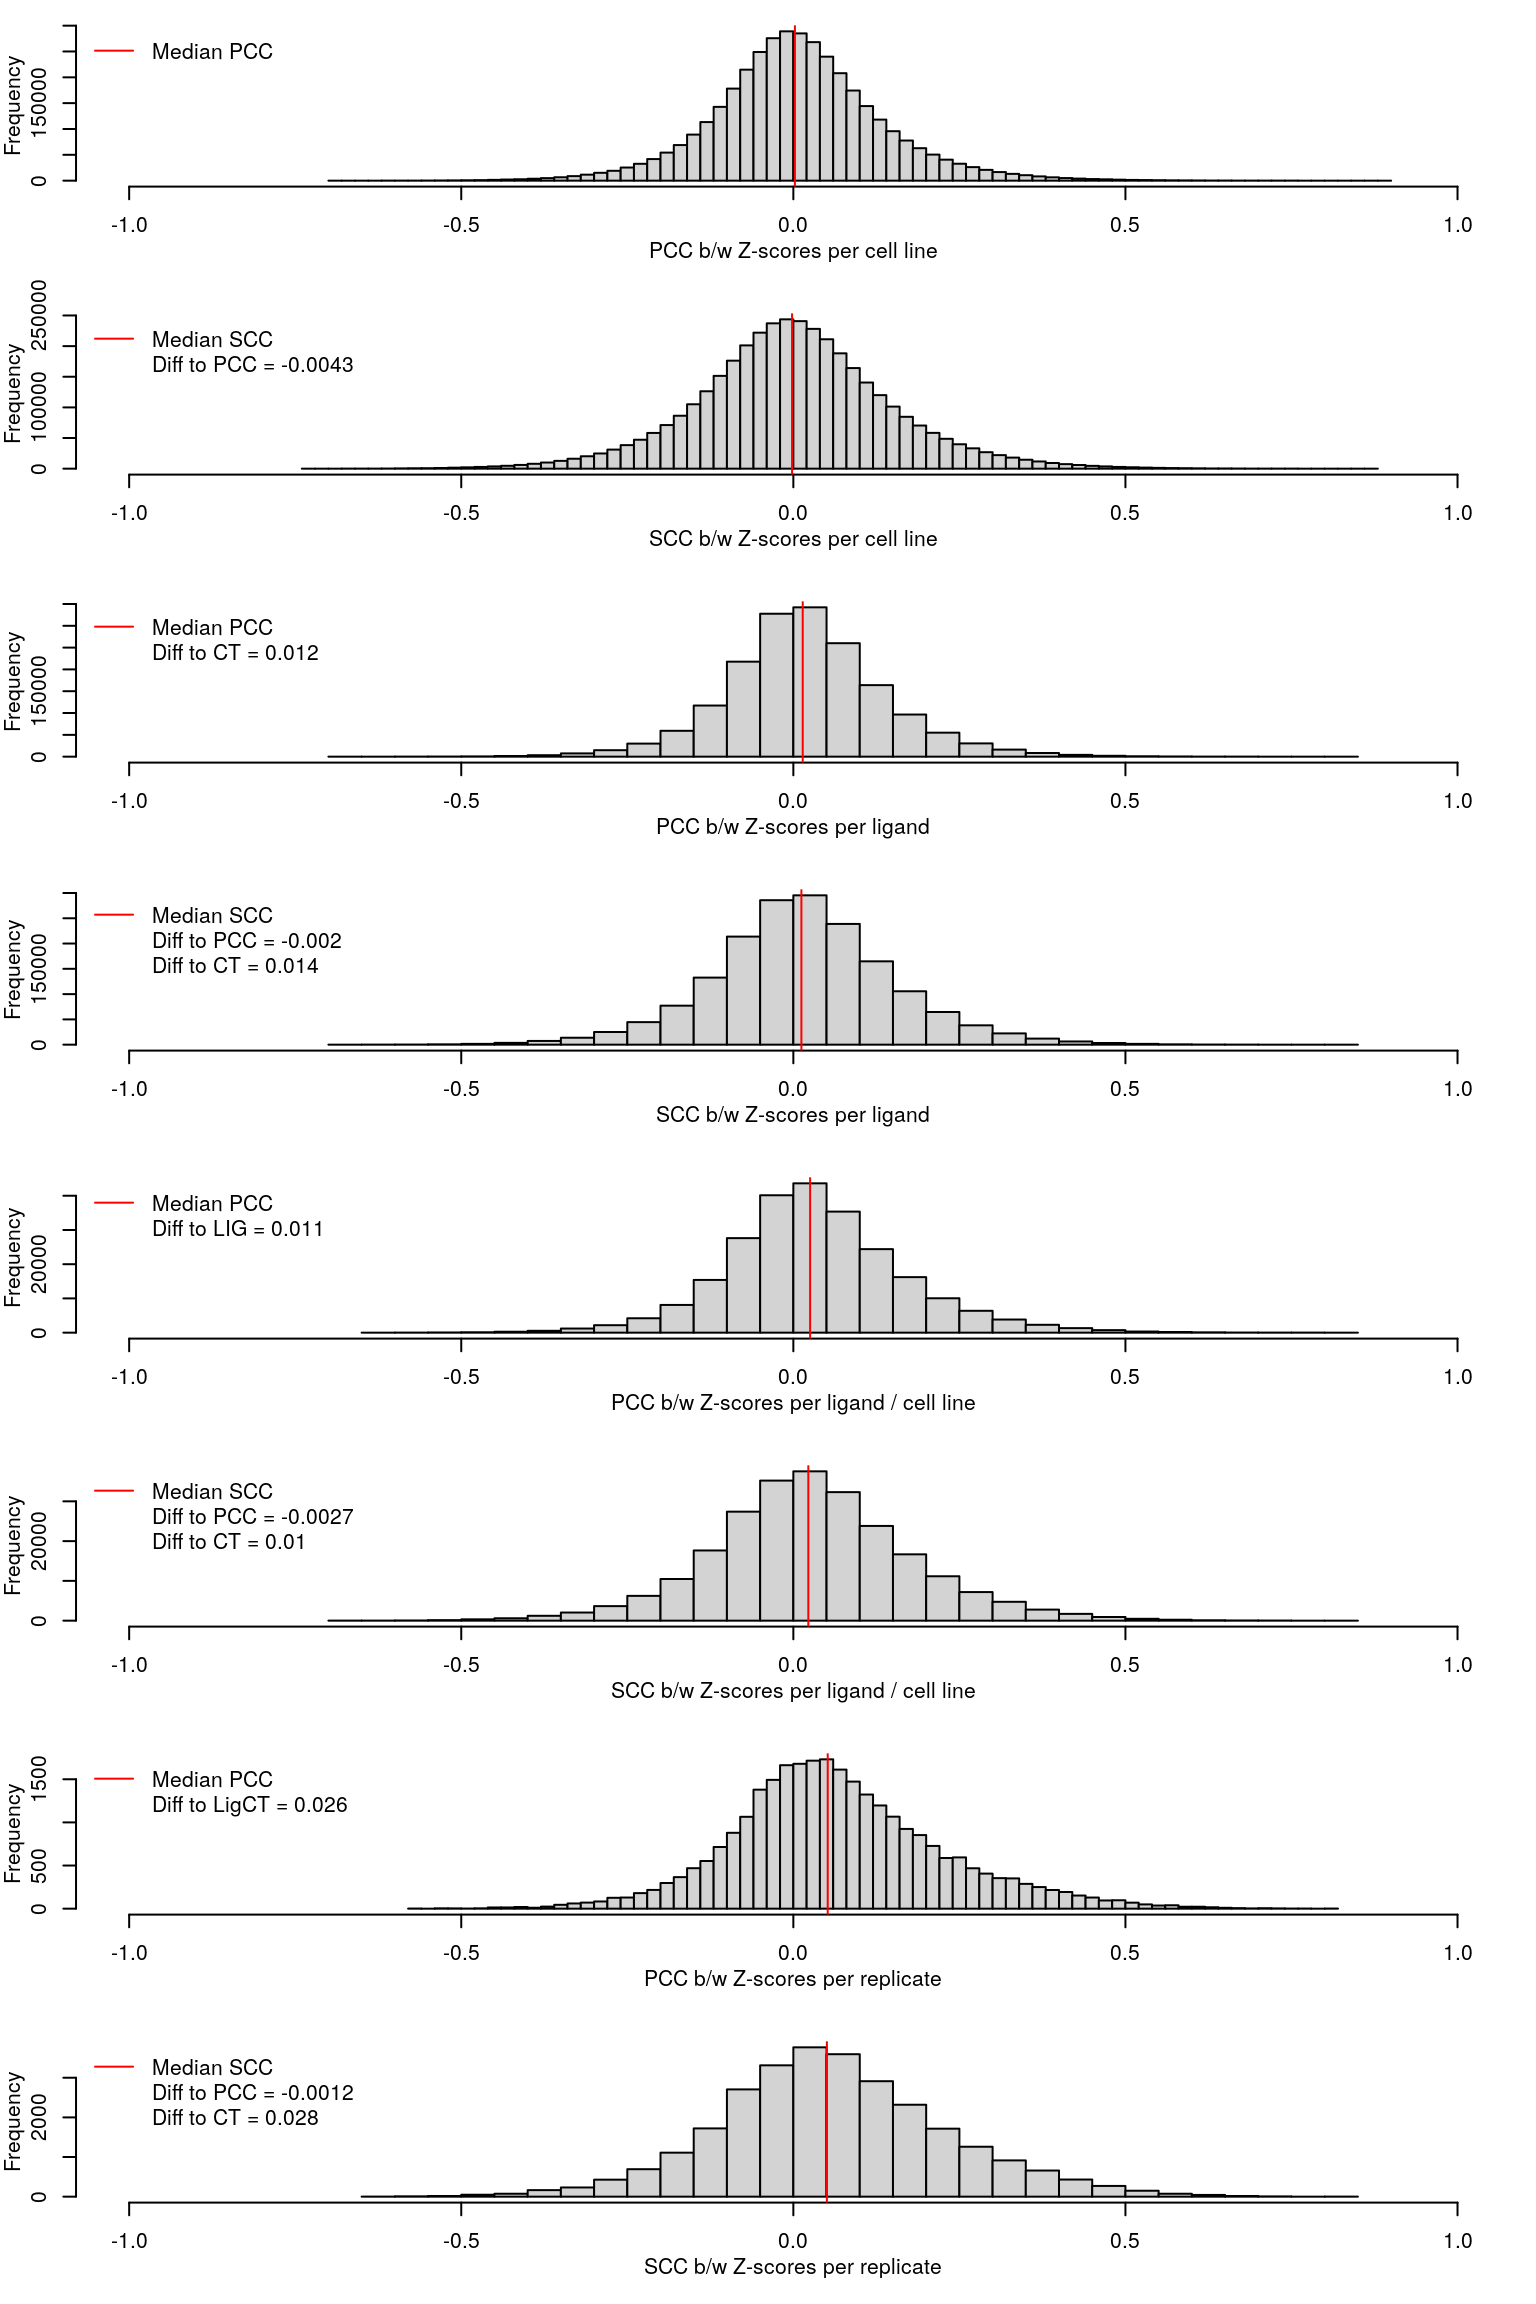 Median PCC
Frequency
0
150000
-1.0 -0.5 0.0 0.5 1.0
PCC b/w Z-scores per cell line
Median SCC
Diff to PCC = -0.0043
Frequency
0 100000 250000
-1.0 -0.5 0.0 0.5 1.0
SCC b/w Z-scores per cell line
Median PCC
Diff to CT = 0.012
Frequency
0 150000
-1.0 -0.5 0.0 0.5 1.0
PCC b/w Z-scores per ligand
Median SCC
Diff to PCC = -0.002
Diff to CT = 0.014
Frequency
0 150000
-1.0 -0.5 0.0 0.5 1.0
SCC b/w Z-scores per ligand
Median PCC
Diff to LIG = 0.011
Frequency
0 20000
-1.0 -0.5 0.0 0.5 1.0
PCC b/w Z-scores per ligand / cell line
Median SCC
Diff to PCC = -0.0027
Diff to CT = 0.01
Frequency
0 20000
-1.0 -0.5 0.0 0.5 1.0
SCC b/w Z-scores per ligand / cell line
Median PCC
Diff to LigCT = 0.026
Frequency
0 500 1500
-1.0 -0.5 0.0 0.5 1.0
PCC b/w Z-scores per replicate
Median SCC
Diff to PCC = -0.0012
Diff to CT = 0.028
Frequency
0 2000
-1.0 -0.5 0.0 0.5 1.0
SCC b/w Z-scores per replicate